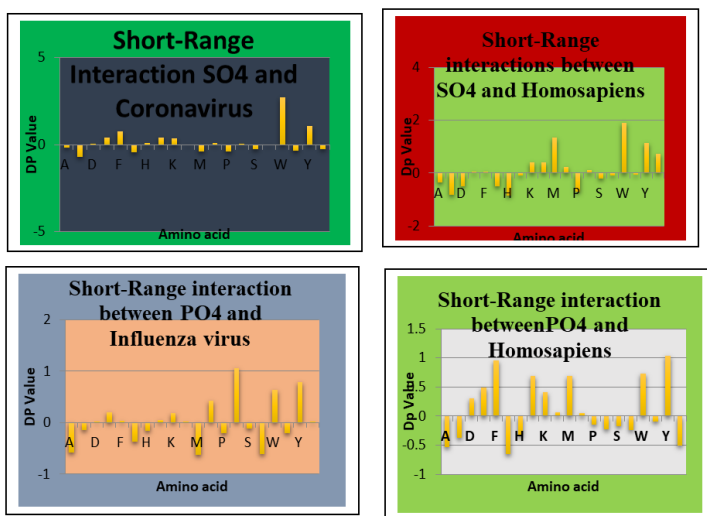 Short-Range
Interaction SO4 and
Coronavirus
5
0
-5
DP Value
A D F H K M P S W Y
Amino acid
Short-Range
interactions between
SO4 and Homosapiens
4
2
0
-2
Dp Value
A D F H K M P S W Y
Amino acid
Short-Range interaction
between PO4 and
Influenza virus
2
1
0
-1
DP Value
A D F H K M P S W Y
Amino acid
Short-Range interaction
betweenPO4 and
Homosapiens
1.5
1
0.5
-0.0
-0.5
-1
Dp Value
A D F H K M P S W Y
Amino acid